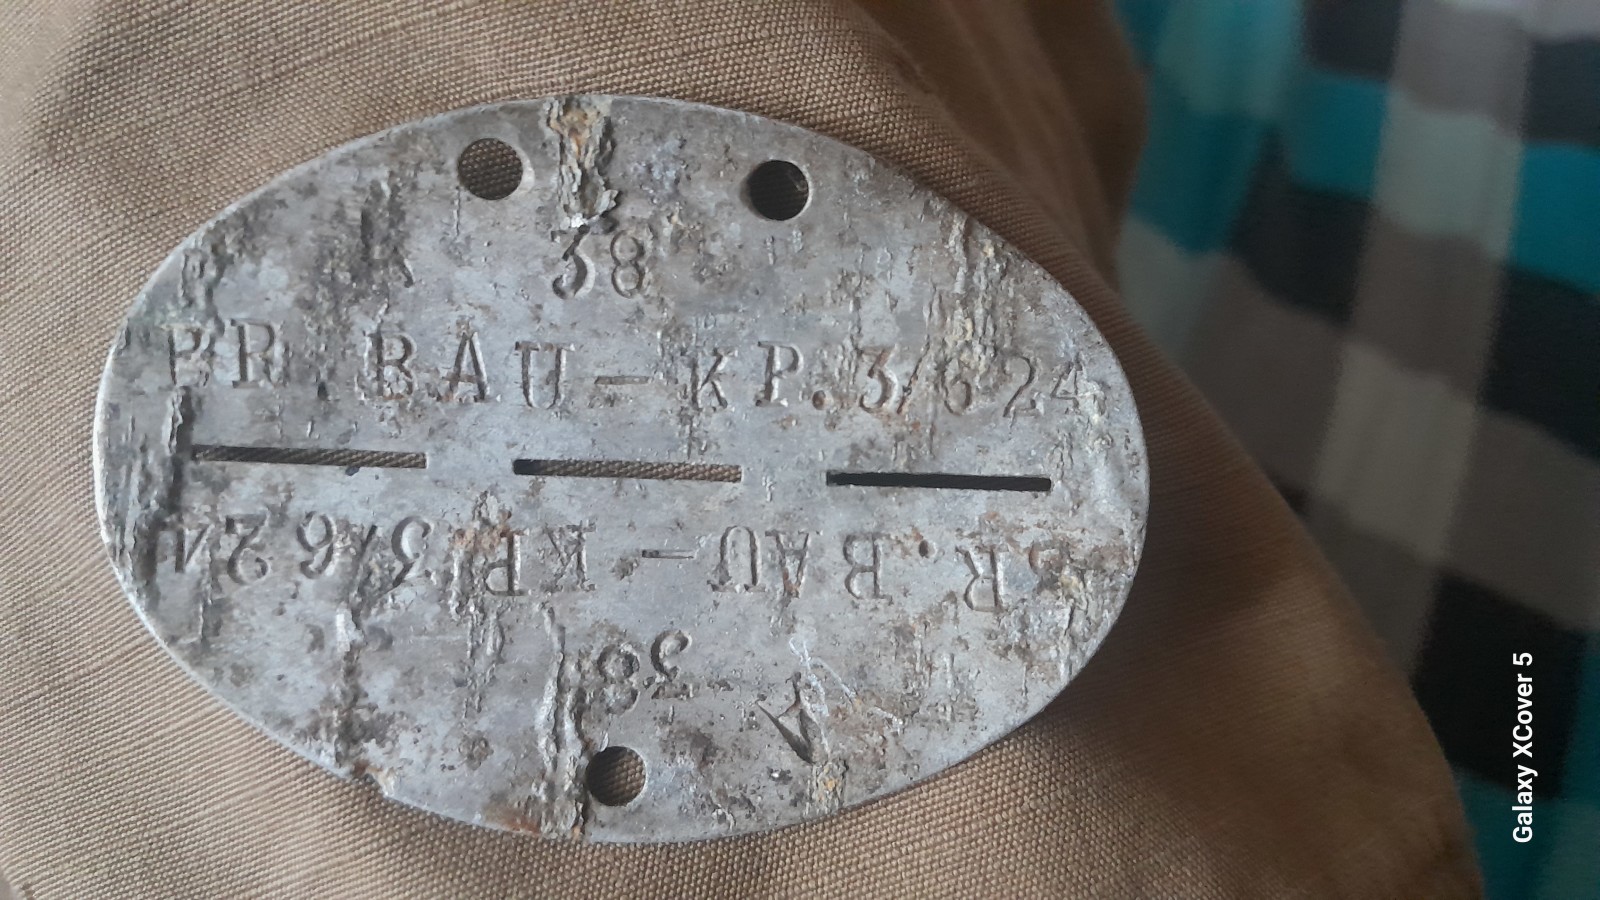 38
A
BR BAU-KP. 3/624
BR. BAU-KP 3/624
38
A
Galaxy XCover 5